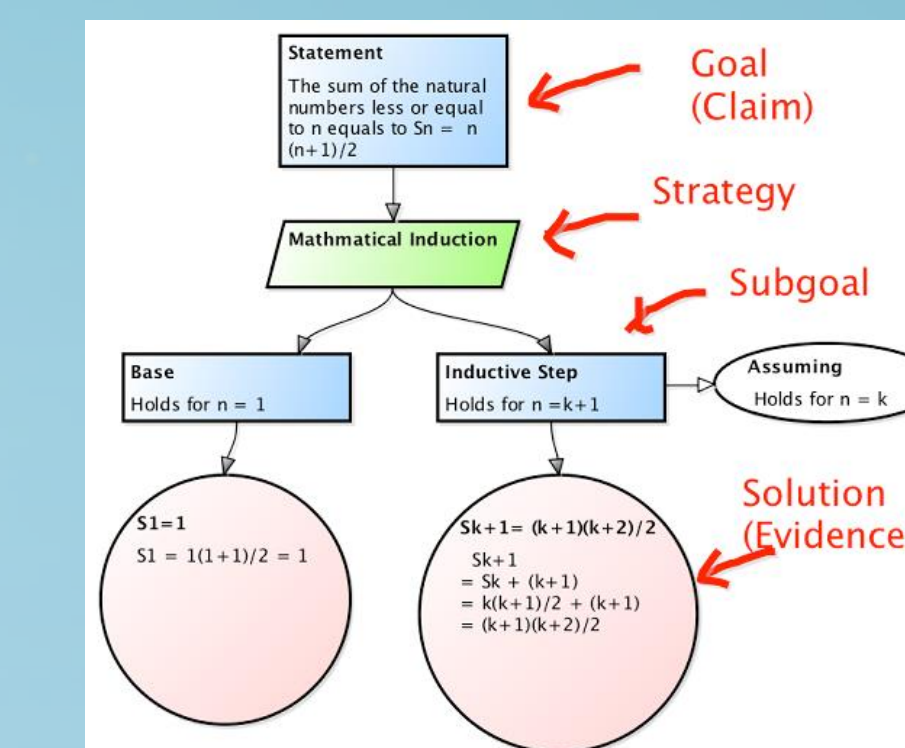 Statement
The sum of the natural
numbers less or equal
to n equals to Sn = n
(n+1)/2
Goal
(Claim)
Mathmatical Induction
Strategy
Subgoal
Base
Holds for n = 1
Inductive Step
Holds for n =k+1
Assuming
Holds for n = k
S1=1
S1 = 1(1+1)/2 = 1
Sk+1= (k+1)(k+2)/2
Sk+1
= Sk + (k+1)
= k(k+1)/2 + (k+1)
= (k+1)(k+2)/2
Solution
(Evidence